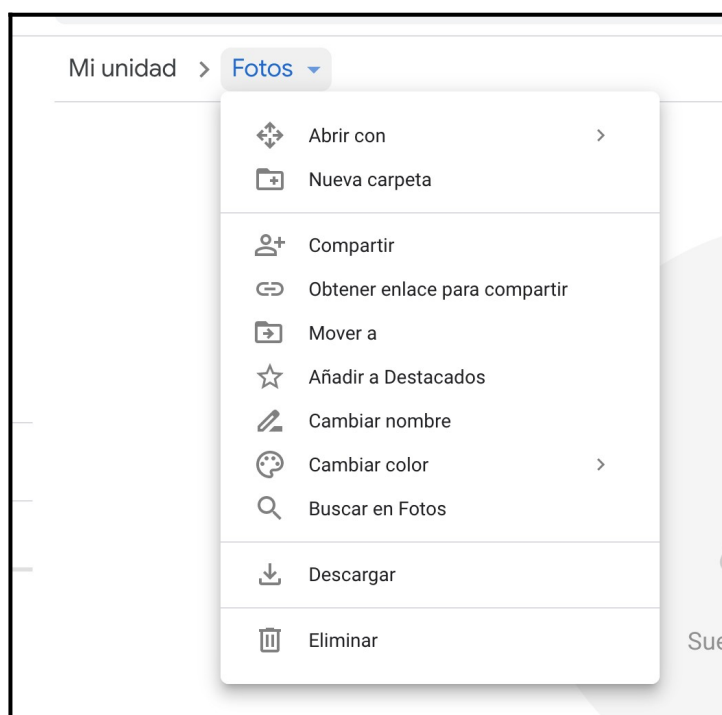 Mi unidad > Fotos
Abrir con
Nueva carpeta
Compartir
Obtener enlace para compartir
Mover a
Añadir a Destacados
Cambiar nombre
Cambiar color
Buscar en Fotos
Descargar
Eliminar